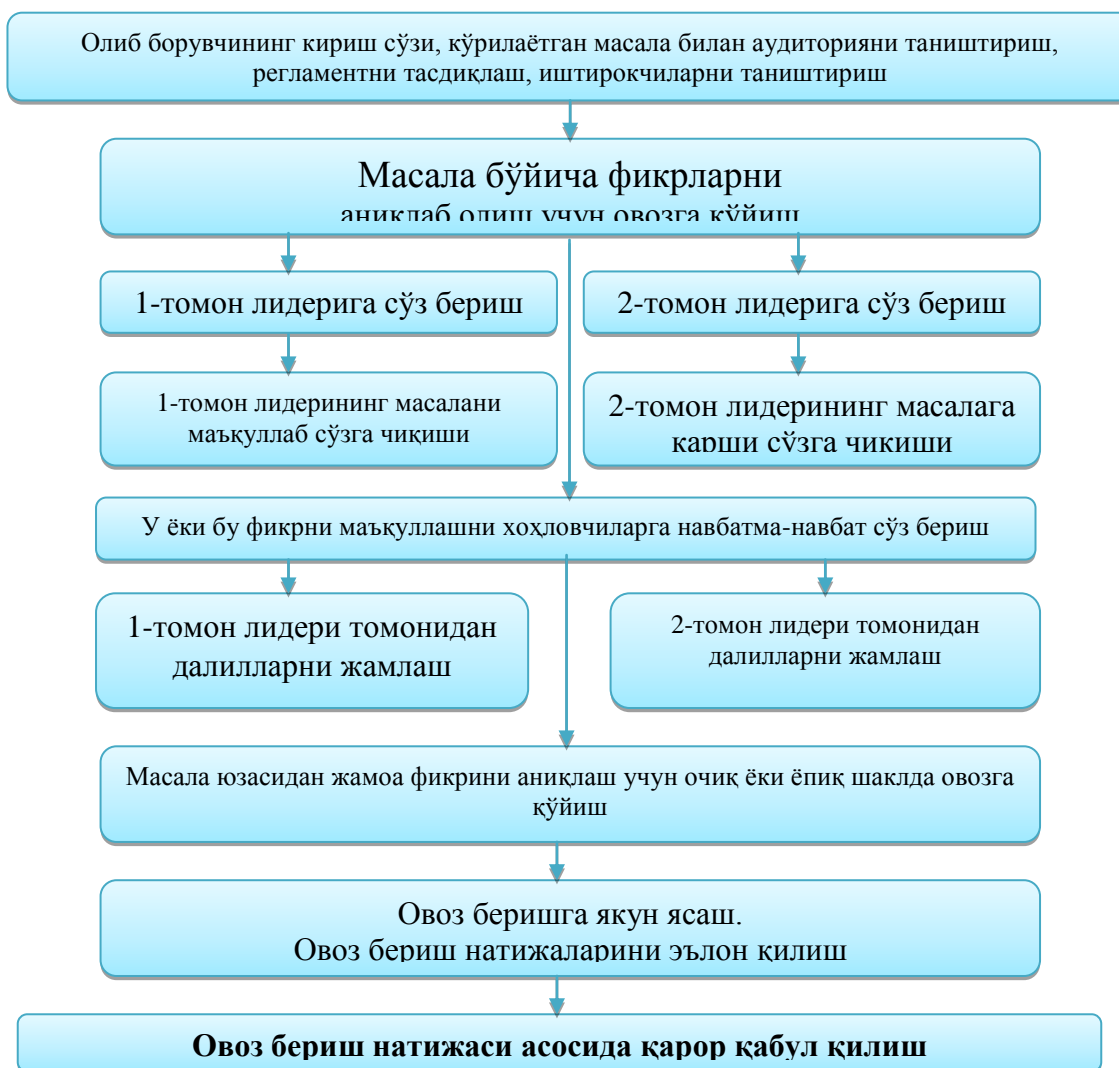 Олиб борувчининг кириш сўзи, кўрилаётган масала билан аудиторияни таништириш,
регламентни тасдиқлаш, иштирокчиларни таништириш
Масала бўйича фикрларни
аниқлаб олиш учун овозга қўйиш
1-томон лидерига сўз бериш
2-томон лидерига сўз бериш
1-томон лидерининг масалани
маъқуллаб сўзга чиқиши
2-томон лидерининг масалага
қарши сўзга чиқиши
У ёки бу фикрни маъқуллашни хоҳловчиларга навбатма-навбат сўз бериш
1-томон лидери томонидан
далилларни жамлаш
2-томон лидери томонидан
далилларни жамлаш
Масала юзасидан жамоа фикрини аниқлаш учун очиқ ёки ёпиқ шаклда овозга
қўйиш
Овоз беришга якун ясаш.
Овоз бериш натижаларини эълон қилиш
Овоз бериш натижаси асосида қарор қабул қилиш